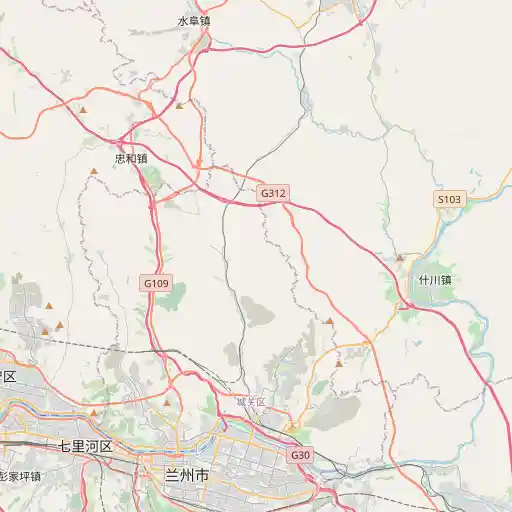 水阜镇
忠和镇
G312
S103
G109
什川镇
城关区
七里河区
G30
兰州市
彭家坪镇